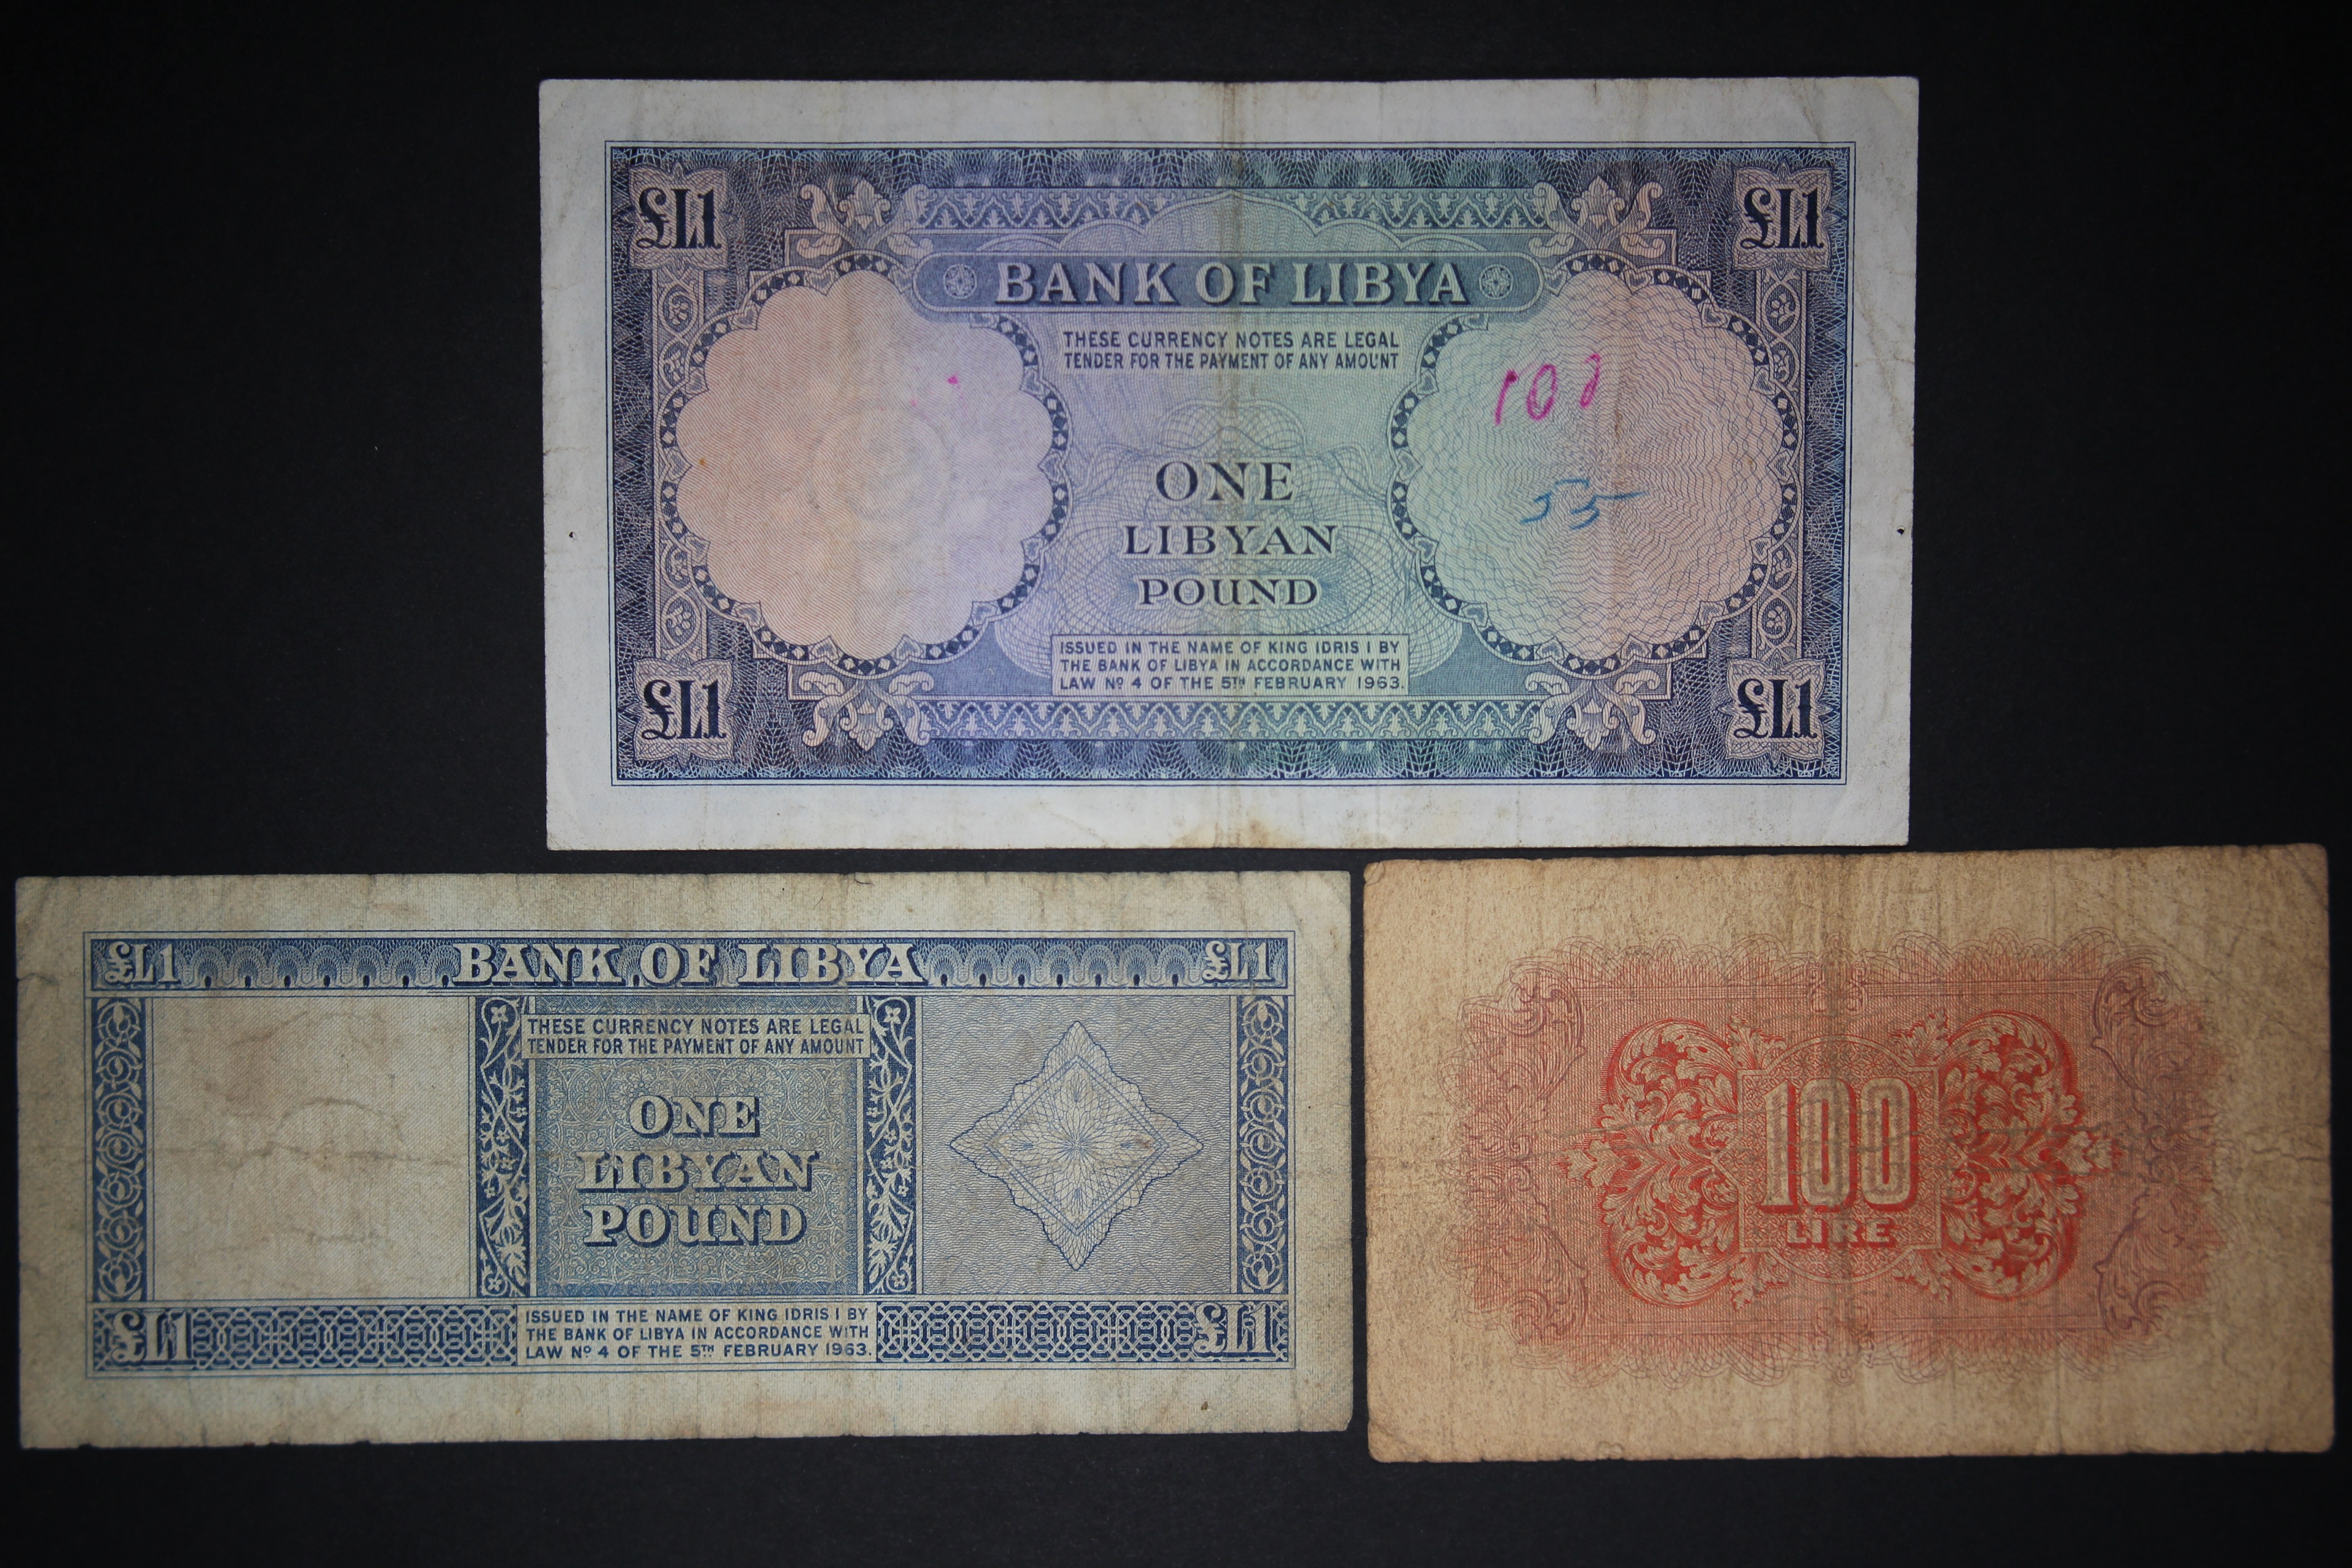 £L1
£L1
BANK OF LIBYA
THESE CURRENCY NOTES ARE LEGAL
TENDER FOR THE PAYMENT OF ANY AMOUNT
ONE
LIBYAN
POUND
55
ISSUED IN THE NAME OF KING IDRIS I BY
THE BANK OF LIBYA IN ACCORDANCE WITH
LAW Nº 4 OF THE 5TH FEBRUARY 1963.
£L1
£L1
£L1 BANK OF LIBYA £L1
THESE CURRENCY NOTES ARE LEGAL
TENDER FOR THE PAYMENT OF ANY AMOUNT
ONE
LIBYAN
POUND
ISSUED IN THE NAME OF KING IDRIS I BY
THE BANK OF LIBYA IN ACCORDANCE WITH
LAW Nº 4 OF THE 5TH FEBRUARY 1963.
£L1
£L1
100
LIRE